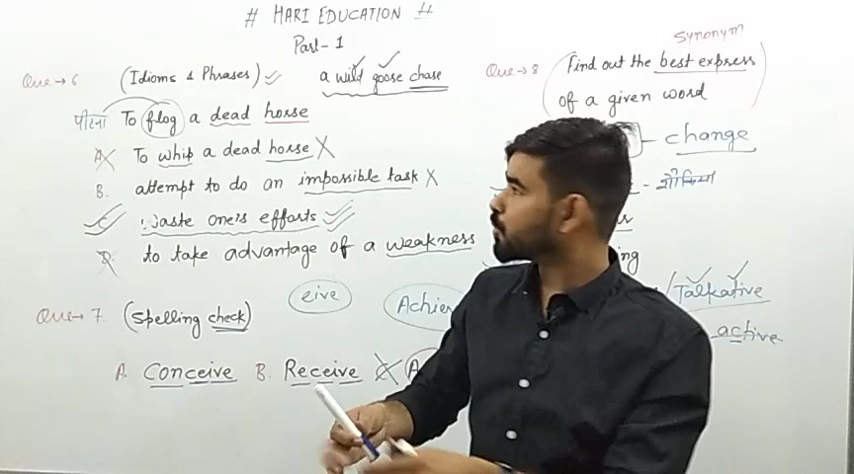 # HARI EDUCATION #
Part-1
Que→6 (Idioms & Phrases) a wild goose chase
पीटना To flog a dead horse
A. To whip a dead horse
B. attempt to do an impossible task
C. waste one's efforts
D. to take advantage of a weakness
Que→7. (spelling check) eive
A. Conceive B. Receive
Synonym
Que→8 Find out the best express
of a given word
change
Talkative
active